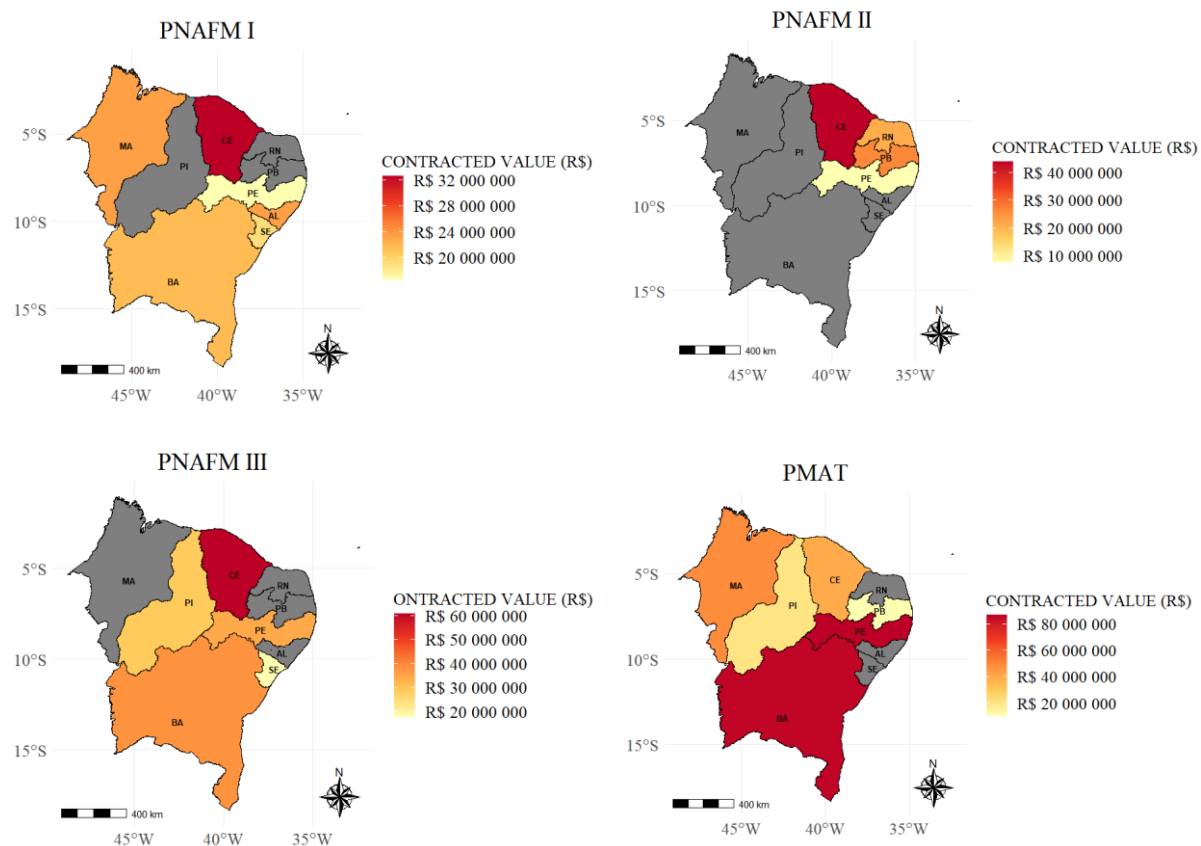 PNAFM I
5°S
10°S
15°S
45°W 40°W 35°W
MA
PI
CE
RN
PB
PE
AL
SE
BA
N
400 km
CONTRACTED VALUE (R$)
R$ 32 000 000
R$ 28 000 000
R$ 24 000 000
R$ 20 000 000
PNAFM II
5°S
10°S
15°S
45°W 40°W 35°W
MA
PI
CE
RN
PB
PE
AL
SE
BA
N
400 km
CONTRACTED VALUE (R$)
R$ 40 000 000
R$ 30 000 000
R$ 20 000 000
R$ 10 000 000
PNAFM III
5°S
10°S
15°S
45°W 40°W 35°W
MA
PI
CE
RN
PB
PE
AL
SE
BA
N
400 km
ONTRACTED VALUE (R$)
R$ 60 000 000
R$ 50 000 000
R$ 40 000 000
R$ 30 000 000
R$ 20 000 000
PMAT
5°S
10°S
15°S
45°W 40°W 35°W
MA
PI
CE
RN
PB
PE
AL
SE
BA
N
400 km
CONTRACTED VALUE (R$)
R$ 80 000 000
R$ 60 000 000
R$ 40 000 000
R$ 20 000 000